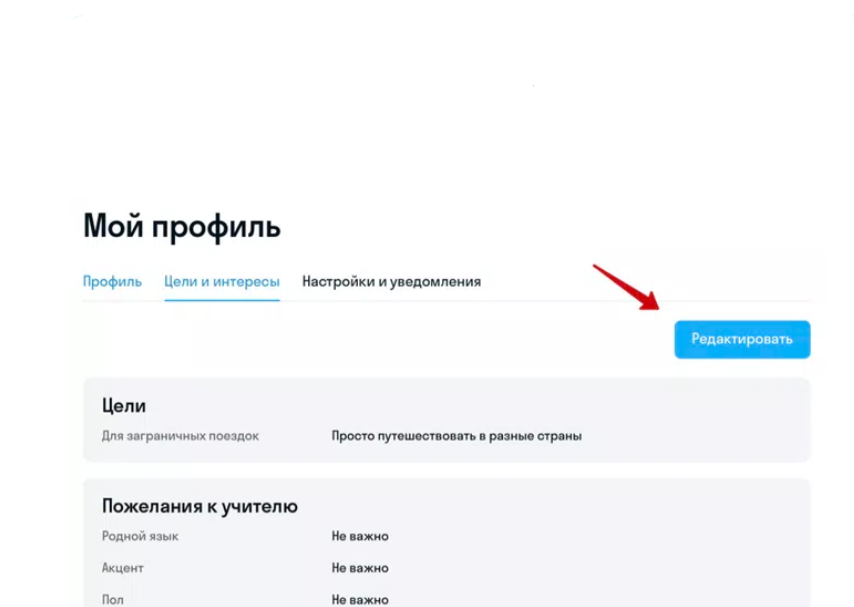 Мой профиль
Профиль Цели и интересы Настройки и уведомления
Редактировать
Цели
Для заграничных поездок Просто путешествовать в разные страны
Пожелания к учителю
Родной язык Не важно
Акцент Не важно
Пол Не важно